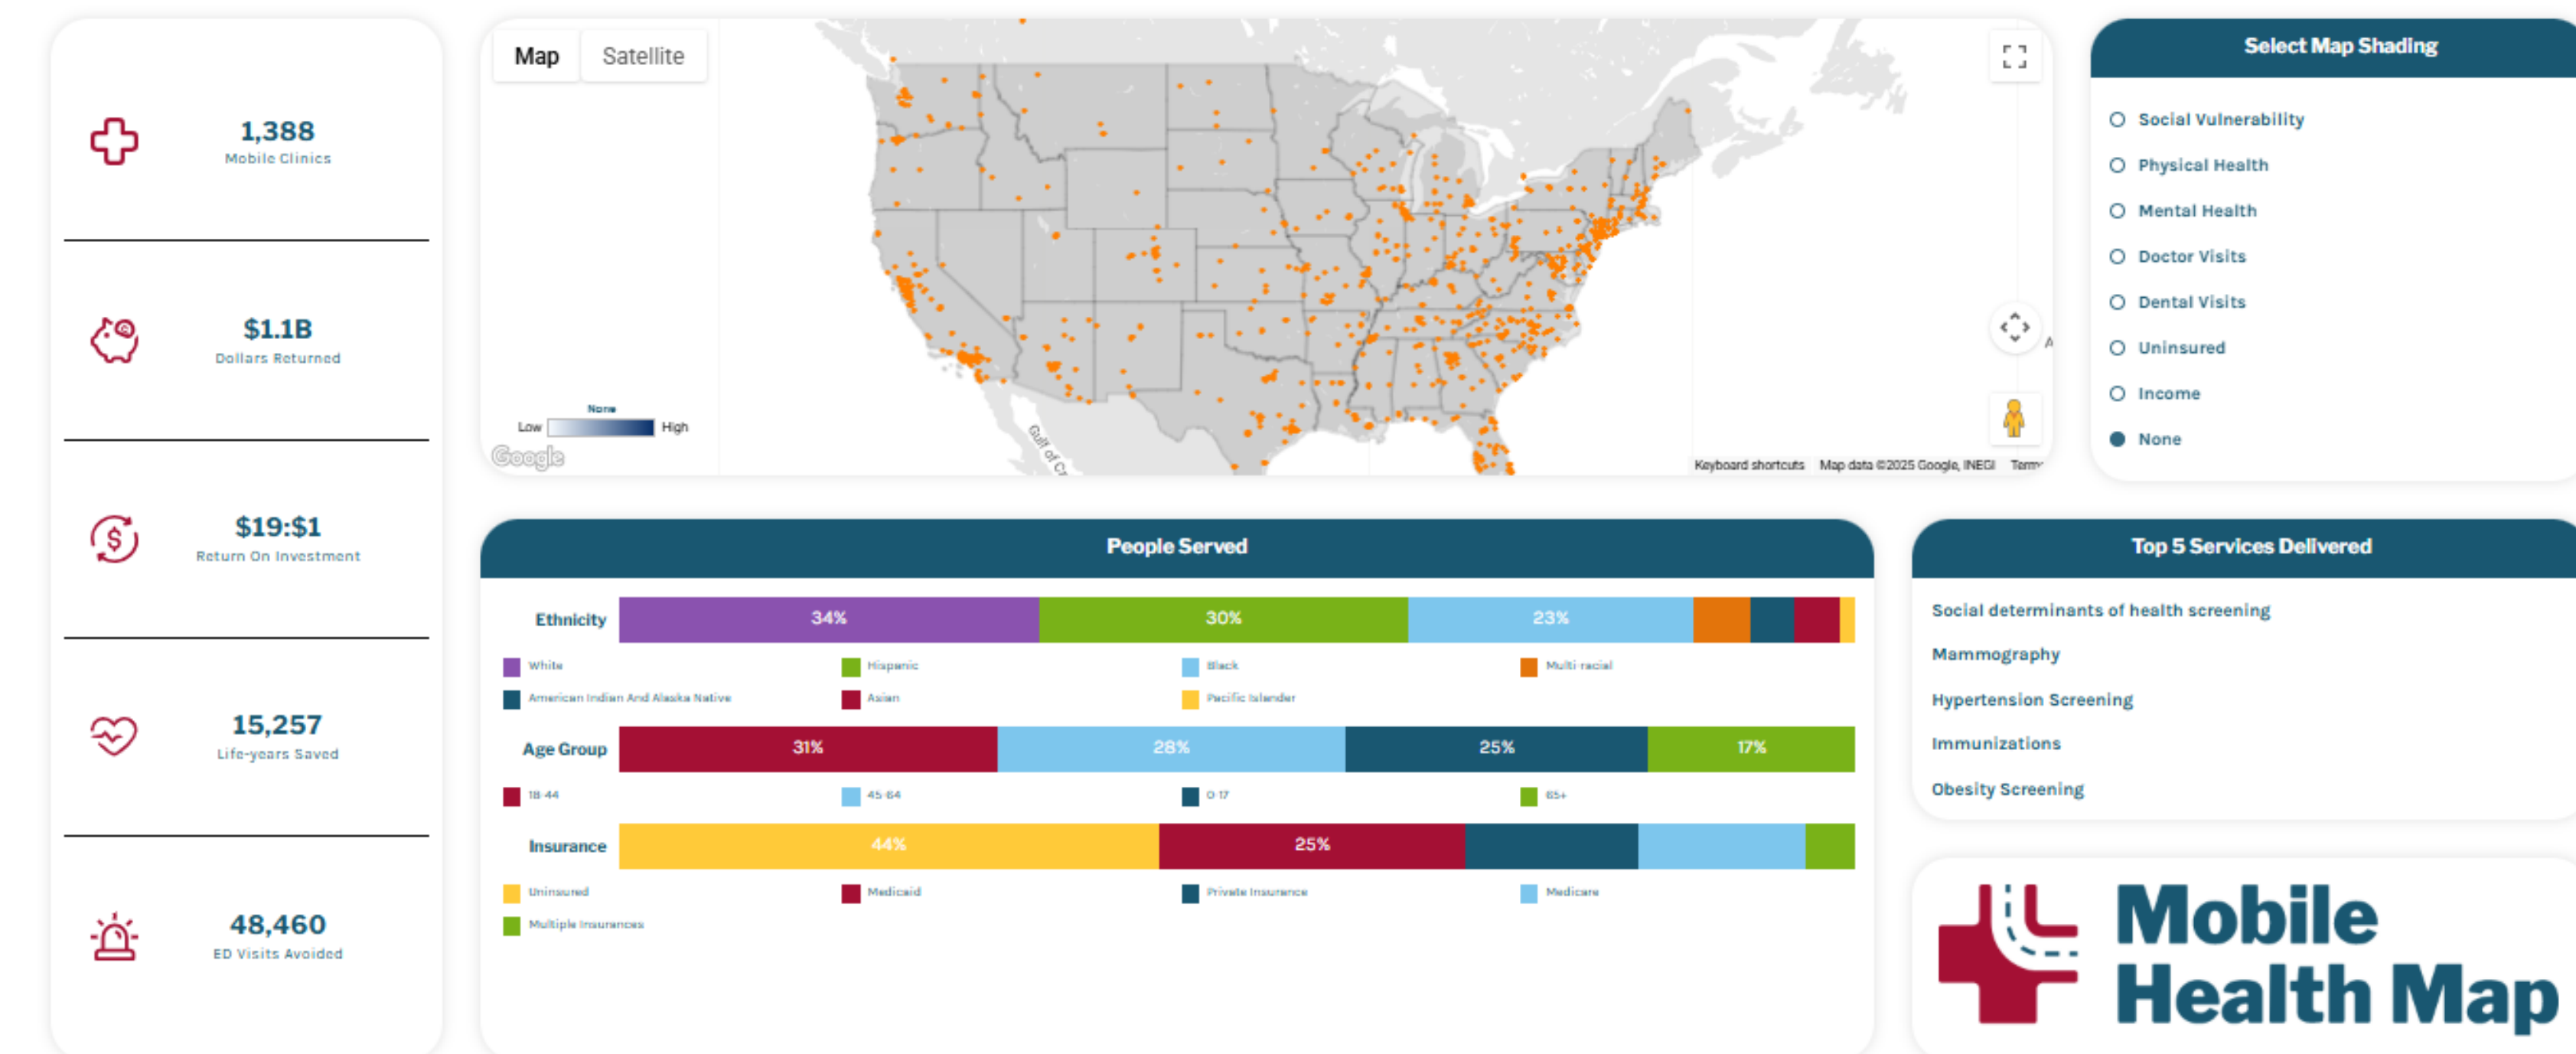 1,388
Mobile Clinics
$1.1B
Dollars Returned
$19:$1
Return On Investment
15,257
Life-years Saved
48,460
ED Visits Avoided
Map
Satellite
None
Low
High
Google
Gulf of Ca
A
Keyboard shortcuts
Map data ©2025 Google, INEGI
Term
Select Map Shading
Social Vulnerability
Physical Health
Mental Health
Doctor Visits
Dental Visits
Uninsured
Income
None
People Served
Ethnicity
34%
30%
23%
White
Hispanic
Black
Multi-racial
American Indian And Alaska Native
Asian
Pacific Islander
Age Group
31%
28%
25%
17%
18-44
45-64
0-17
65+
Insurance
44%
25%
Uninsured
Medicaid
Private Insurance
Medicare
Multiple Insurances
Top 5 Services Delivered
Social determinants of health screening
Mammography
Hypertension Screening
Immunizations
Obesity Screening
Mobile
Health Map